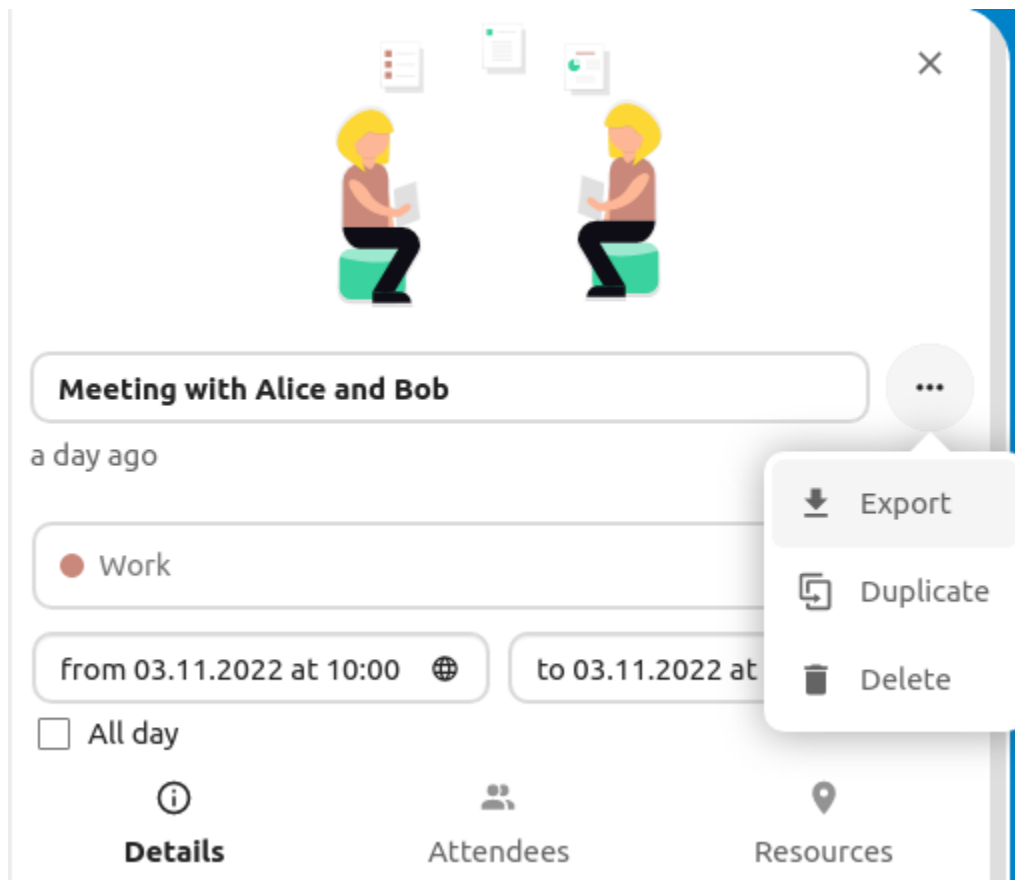 Meeting with Alice and Bob
a day ago
Export
Work
Duplicate
from 03.11.2022 at 10:00
to 03.11.2022 at
Delete
All day
Details
Attendees
Resources